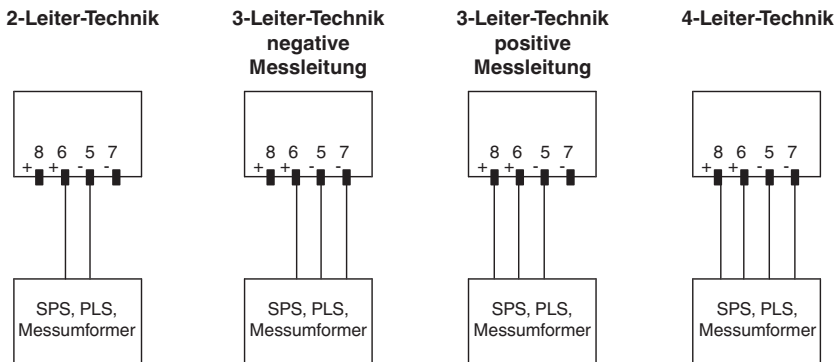 2-Leiter-Technik
3-Leiter-Technik
negative
Messleitung
3-Leiter-Technik
positive
Messleitung
4-Leiter-Technik
8 6 5 7
+ + - -
8 6 5 7
+ + - -
8 6 5 7
+ + - -
8 6 5 7
+ + - -
SPS, PLS,
Messumformer
SPS, PLS,
Messumformer
SPS, PLS,
Messumformer
SPS, PLS,
Messumformer